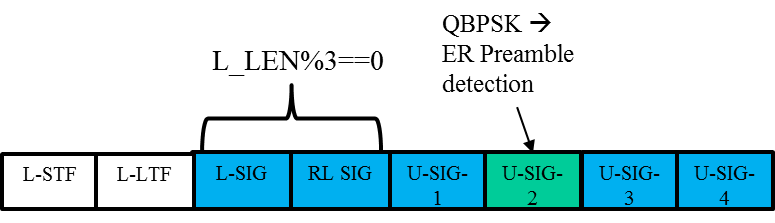 QBPSK →
ER Preamble
detection
L_LEN%3==0
L-STF
L-LTF
L-SIG
RL SIG
U-SIG-
1
U-SIG-
2
U-SIG-
3
U-SIG-
4